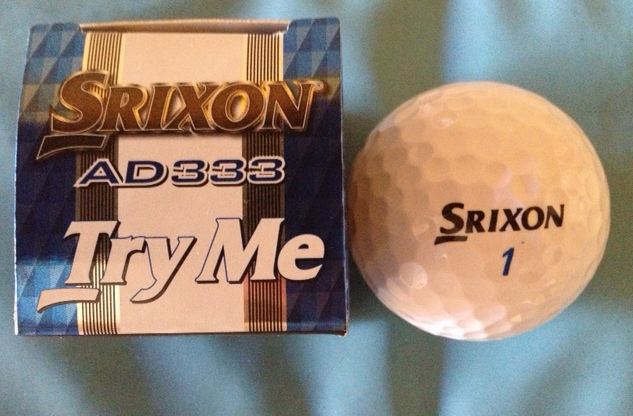 SRIXON
AD333
Try Me
SRIXON
1